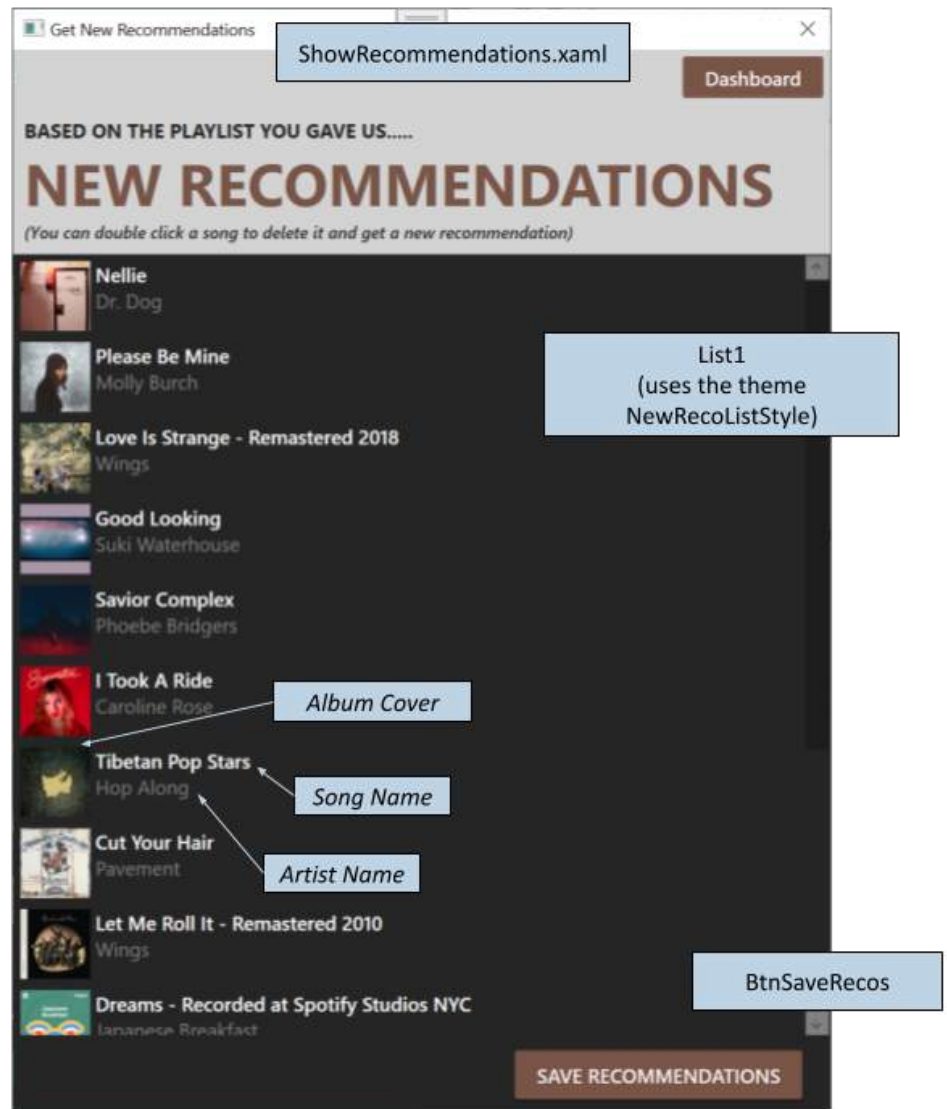 Get New Recommendations
ShowRecommendations.xaml
Dashboard
BASED ON THE PLAYLIST YOU GAVE US.....
NEW RECOMMENDATIONS
(You can double click a song to delete it and get a new recommendation)
Nellie
Dr. Dog
List1
(uses the theme
NewRecoListStyle)
Please Be Mine
Molly Burch
Love Is Strange - Remastered 2018
Wings
Good Looking
Suki Waterhouse
Savior Complex
Phoebe Bridgers
I Took A Ride
Caroline Rose
Album Cover
Tibetan Pop Stars
Hop Along
Song Name
Cut Your Hair
Pavement
Artist Name
Let Me Roll It - Remastered 2010
Wings
BtnSaveRecos
Dreams - Recorded at Spotify Studios NYC
Japanese Breakfast
SAVE RECOMMENDATIONS